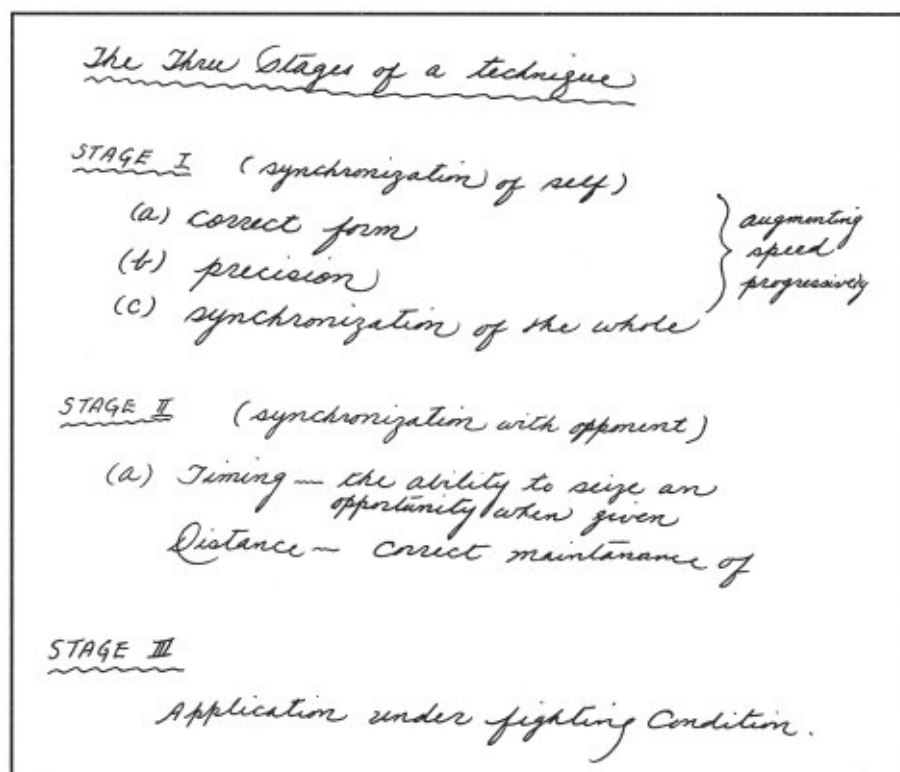 The Three Stages of a technique
STAGE I (synchronization of self)
(a) correct form
(b) precision
(c) synchronization of the whole
augmenting
speed
progressively
STAGE II (synchronization with opponent)
(a) Timing — the ability to seize an
opportunity when given
Distance — correct maintanance of
STAGE III
Application under fighting Condition.